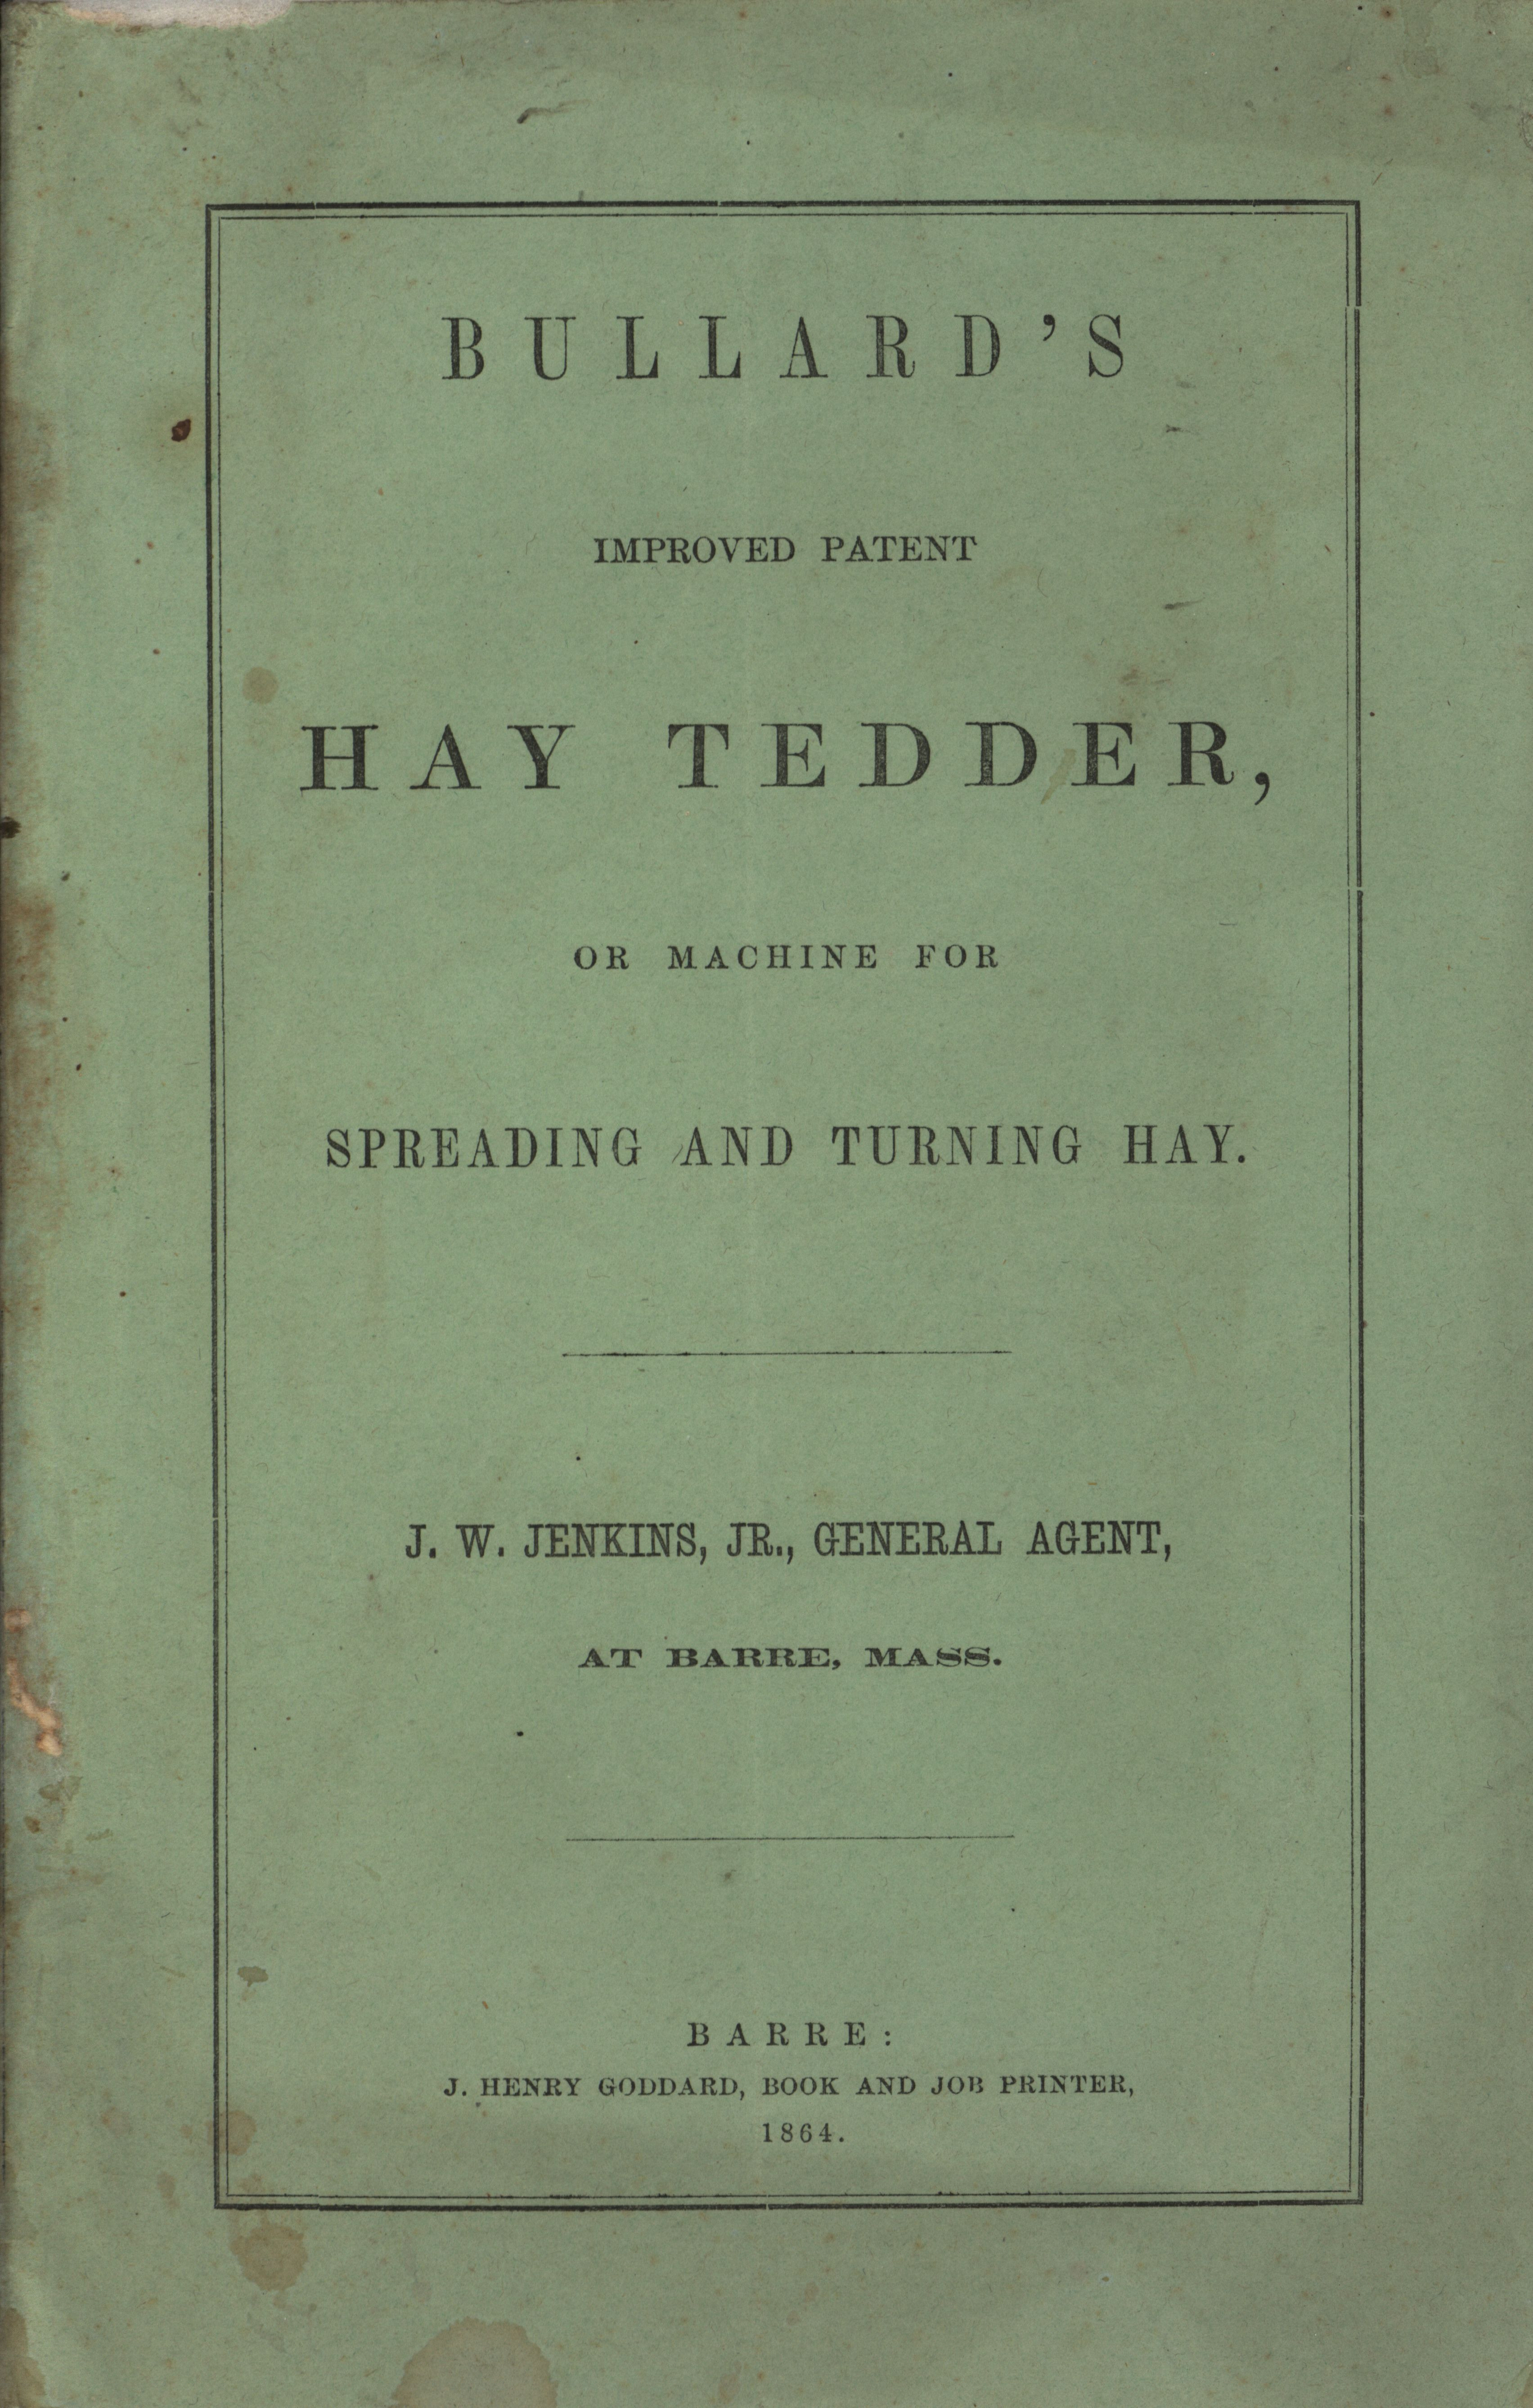 BULLARD'S
IMPROVED PATENT
HAY TEDDER,
OR MACHINE FOR
SPREADING AND TURNING HAY.
J. W. JENKINS, JR., GENERAL AGENT,
AT BARRE, MASS.
BARRE:
J. HENRY GODDARD, BOOK AND JOB PRINTER,
1864.